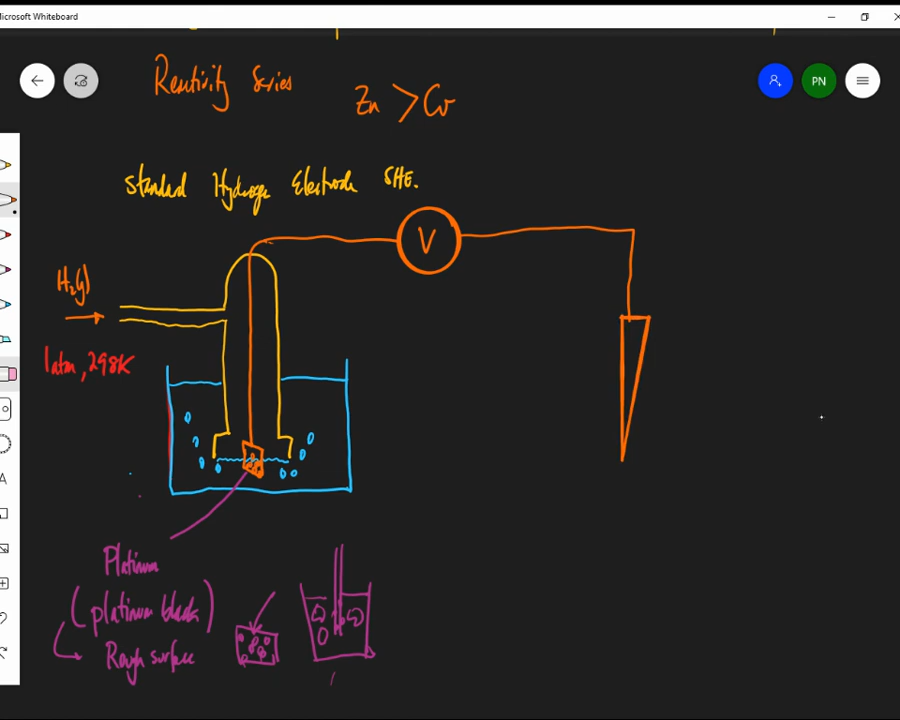 Microsoft Whiteboard
PN
Reactivity Series
Zn > Cu
Standard Hydrogen Electrode SHE.
V
H₂(g)
1atm, 298K
Platinum
(platinum black)
Rough surface